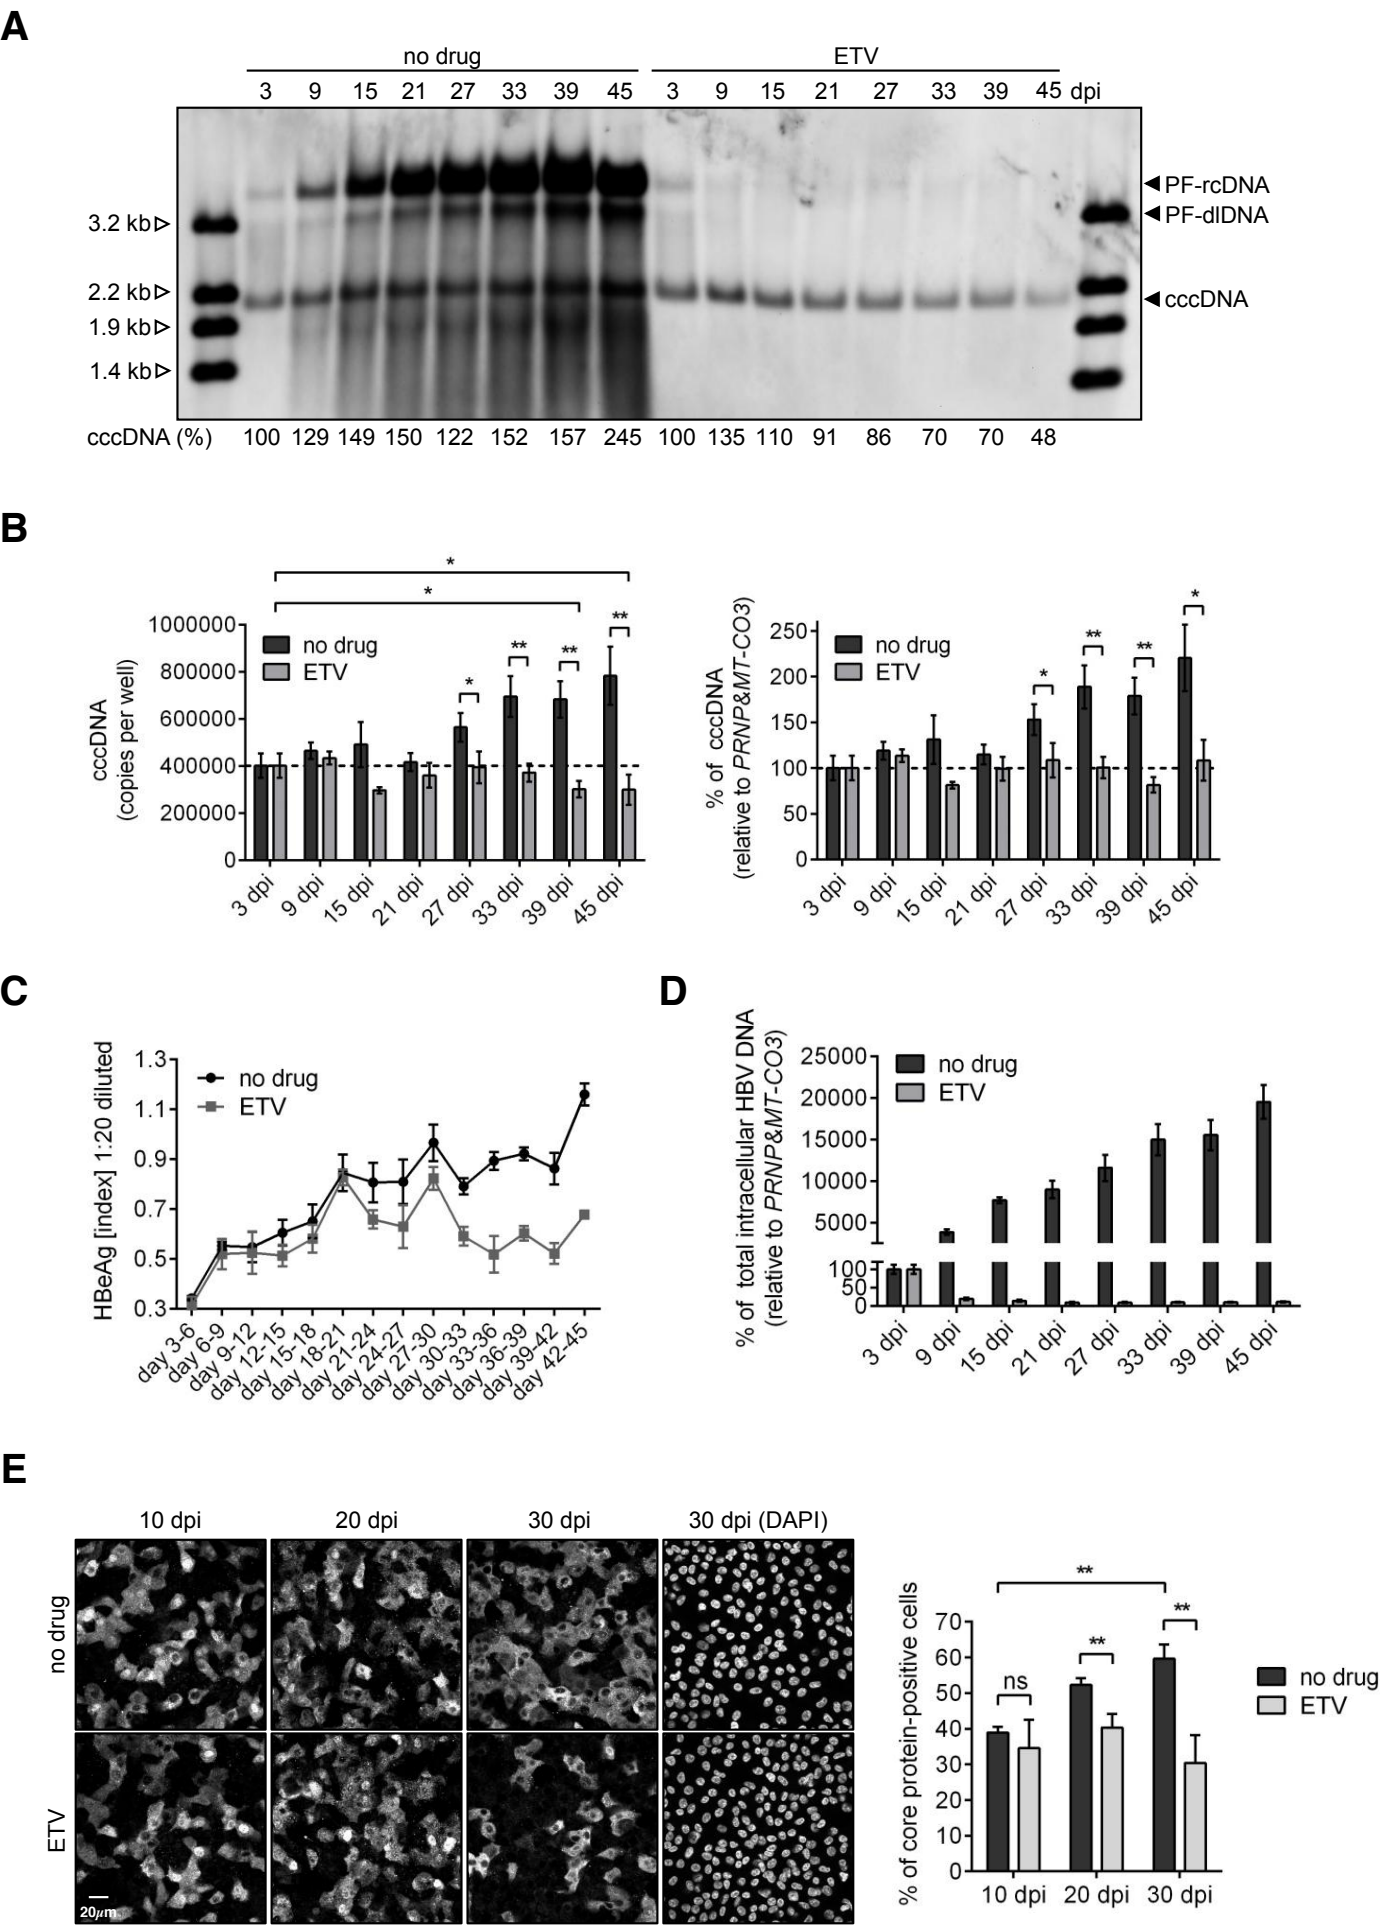 A
no drug ETV
3 9 15 21 27 33 39 45 3 9 15 21 27 33 39 45 dpi
PF-rcDNA
3.2 kb PF-dlDNA
2.2 kb cccDNA
1.9 kb
1.4 kb
cccDNA (%) 100 129 149 150 122 152 157 245 100 135 110 91 86 70 70 48
B
cccDNA
(copies per well)
1000000
800000
600000
400000
200000
0
no drug
ETV
* * * ** ** **
3 dpi 9 dpi 15 dpi 21 dpi 27 dpi 33 dpi 39 dpi 45 dpi
% of cccDNA
(relative to PRNP&MT-CO3)
250
200
150
100
50
0
no drug
ETV
* ** ** *
3 dpi 9 dpi 15 dpi 21 dpi 27 dpi 33 dpi 39 dpi 45 dpi
C
HBeAg [index] 1:20 diluted
1.3
1.1
0.9
0.7
0.5
0.3
no drug
ETV
day 3-6
day 6-9
day 9-12
day 12-15
day 15-18
day 18-21
day 21-24
day 24-27
day 27-30
day 30-33
day 33-36
day 36-39
day 39-42
day 42-45
D
% of total intracellular HBV DNA
(relative to PRNP&MT-CO3)
25000
20000
15000
10000
5000
100
50
0
no drug
ETV
3 dpi 9 dpi 15 dpi 21 dpi 27 dpi 33 dpi 39 dpi 45 dpi
E
10 dpi 20 dpi 30 dpi 30 dpi (DAPI)
no drug
ETV
20μm
% of core protein-positive cells
70
60
50
40
30
20
10
0
ns ** ** **
10 dpi 20 dpi 30 dpi
no drug
ETV